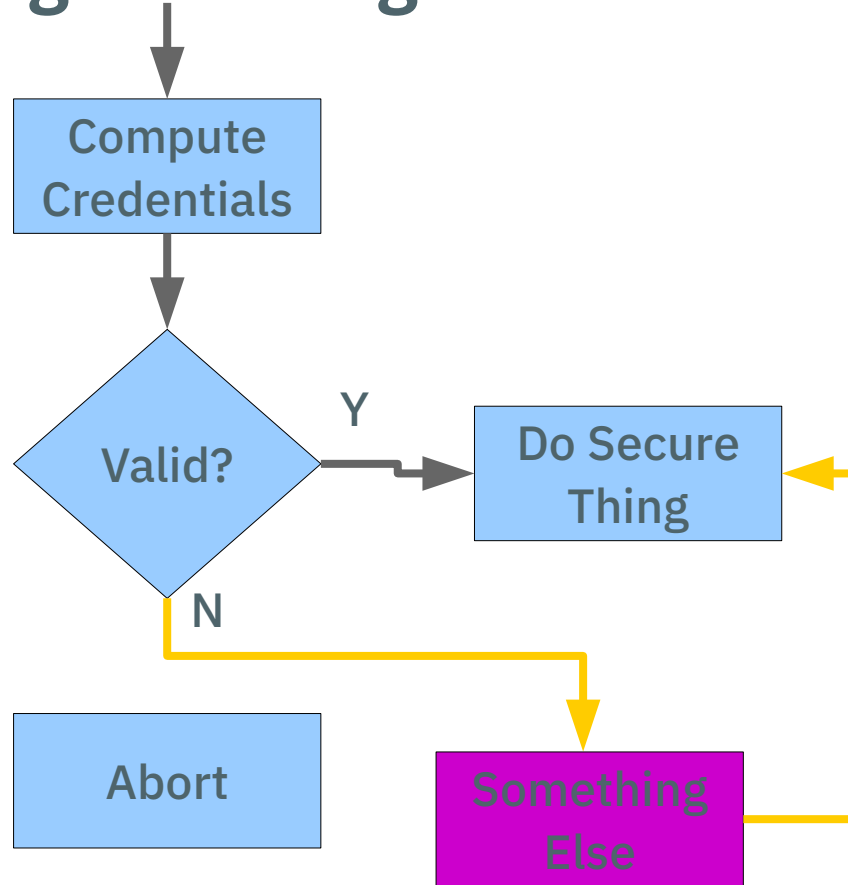 Compute
Credentials
Valid?
Y
Do Secure
Thing
N
Abort
Something
Else